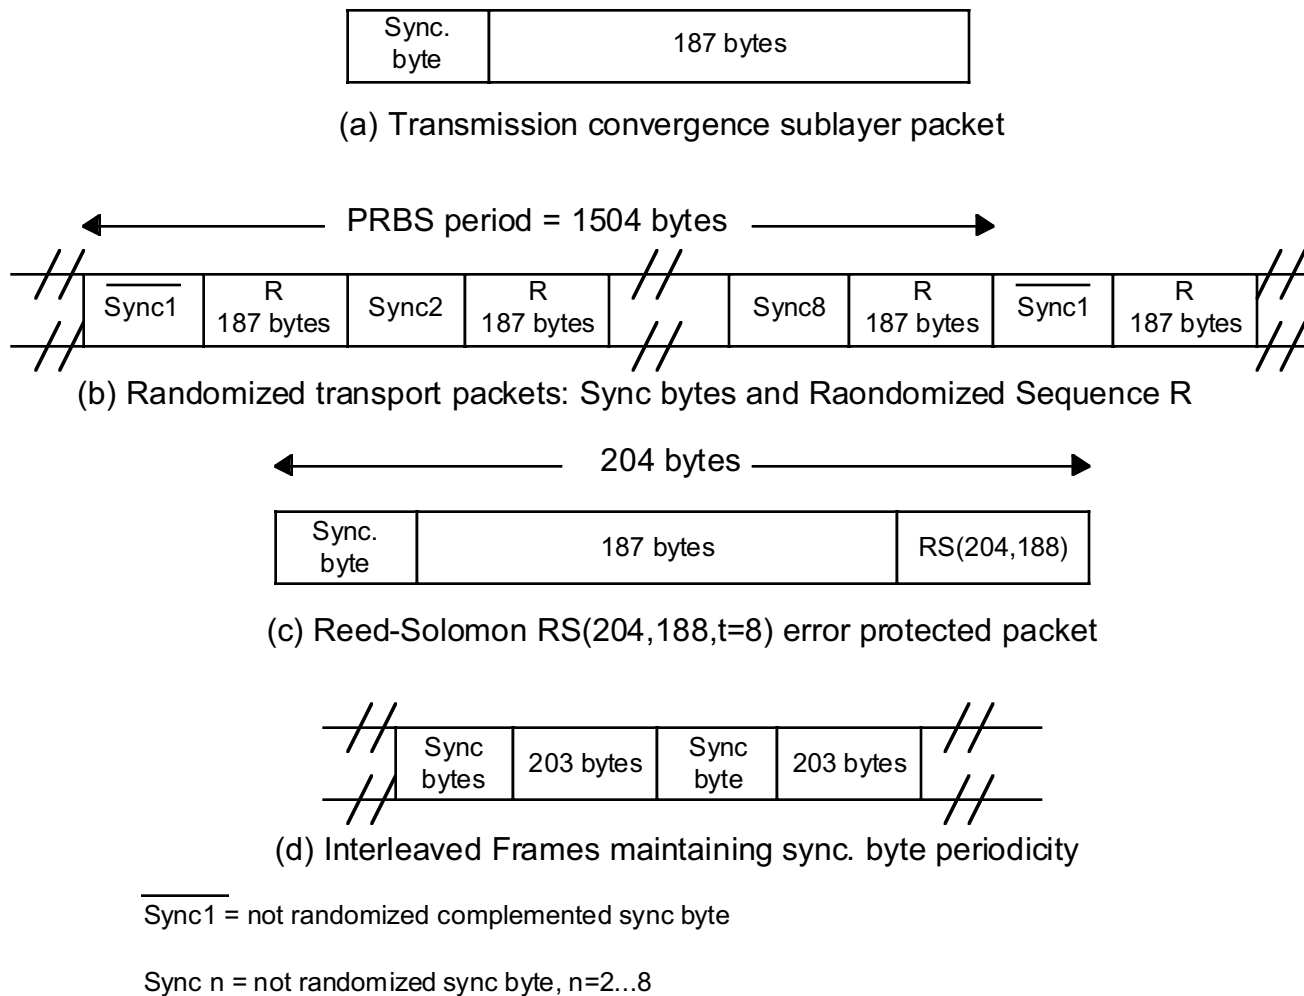 Sync. byte
187 bytes
(a) Transmission convergence sublayer packet
PRBS period = 1504 bytes
Sync1
R 187 bytes
Sync2
R 187 bytes
Sync8
R 187 bytes
Sync1
R 187 bytes
(b) Randomized transport packets: Sync bytes and Raondomized Sequence R
204 bytes
Sync. byte
187 bytes
RS(204,188)
(c) Reed-Solomon RS(204,188,t=8) error protected packet
Sync bytes
203 bytes
Sync byte
203 bytes
(d) Interleaved Frames maintaining sync. byte periodicity
Sync1 = not randomized complemented sync byte
Sync n = not randomized sync byte, n=2...8